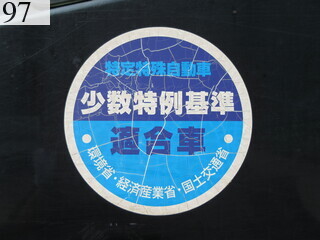 97
特定特殊自動車
少数特例基準
適合車
環境省・経済産業省・国土交通省